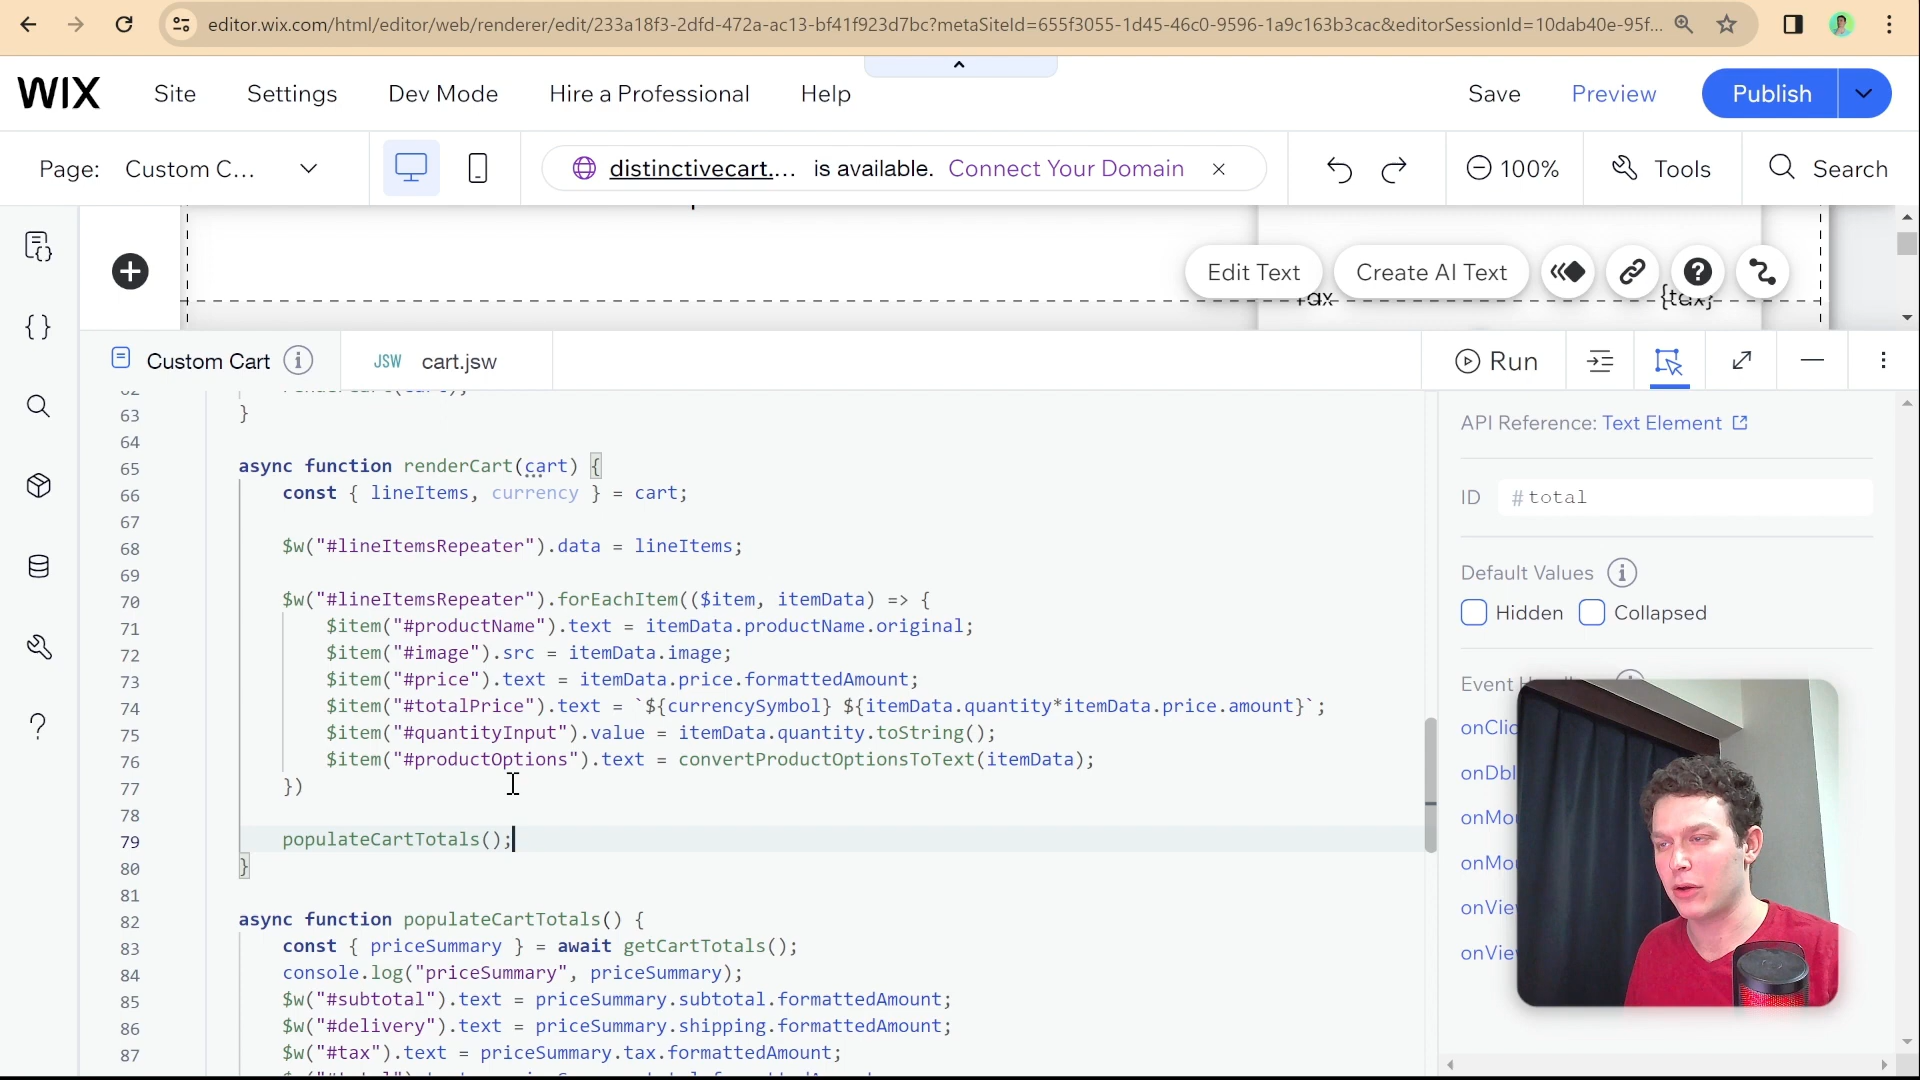 editor.wix.com/html/editor/web/renderer/edit/233a18f3-2dfd-472a-ac13-bf41f923d7bc?metaSiteId=655f3055-1d45-46c0-9596-1a9c163b3cac&editorSessionId=10dab40e-95f...
WIX Site Settings Dev Mode Hire a Professional Help Save Preview Publish
Page: Custom C... distinctivecart.... is available. Connect Your Domain 100% Tools Search
Edit Text Create AI Text
Tax {tax}
Custom Cart JSW cart.jsw Run
63 }
64
65 async function renderCart(cart) {
66 const { lineItems, currency } = cart;
67
68 $w("#lineItemsRepeater").data = lineItems;
69
70 $w("#lineItemsRepeater").forEachItem(($item, itemData) => {
71 $item("#productName").text = itemData.productName.original;
72 $item("#image").src = itemData.image;
73 $item("#price").text = itemData.price.formattedAmount;
74 $item("#totalPrice").text = `${currencySymbol} ${itemData.quantity*itemData.price.amount}`;
75 $item("#quantityInput").value = itemData.quantity.toString();
76 $item("#productOptions").text = convertProductOptionsToText(itemData);
77 })
78
79 populateCartTotals();
80 }
81
82 async function populateCartTotals() {
83 const { priceSummary } = await getCartTotals();
84 console.log("priceSummary", priceSummary);
85 $w("#subtotal").text = priceSummary.subtotal.formattedAmount;
86 $w("#delivery").text = priceSummary.shipping.formattedAmount;
87 $w("#tax").text = priceSummary.tax.formattedAmount;
API Reference: Text Element
ID # total
Default Values
Hidden Collapsed
Event
onClic
onDbl
onMo
onMo
onVie
onVie